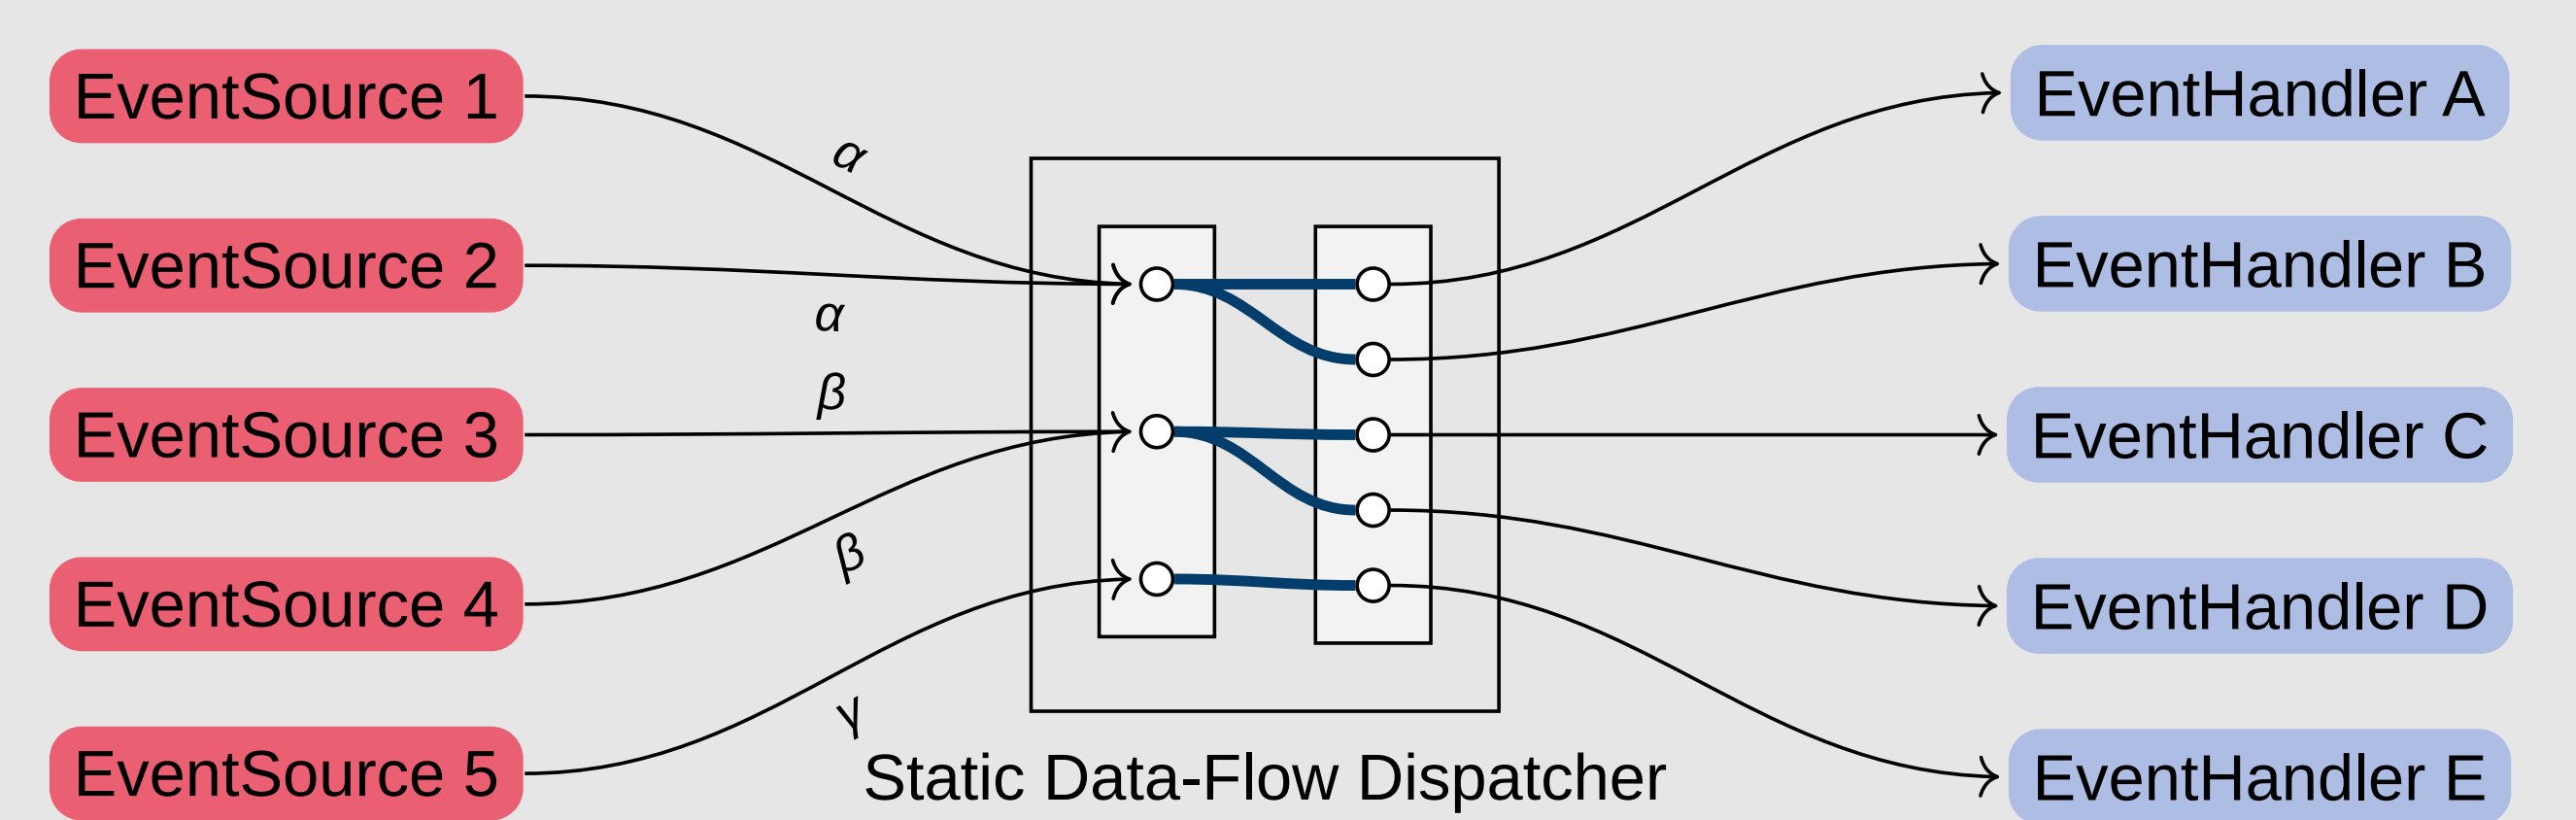 EventSource 1
EventSource 2
EventSource 3
EventSource 4
EventSource 5
α
α
β
β
γ
Static Data-Flow Dispatcher
EventHandler A
EventHandler B
EventHandler C
EventHandler D
EventHandler E